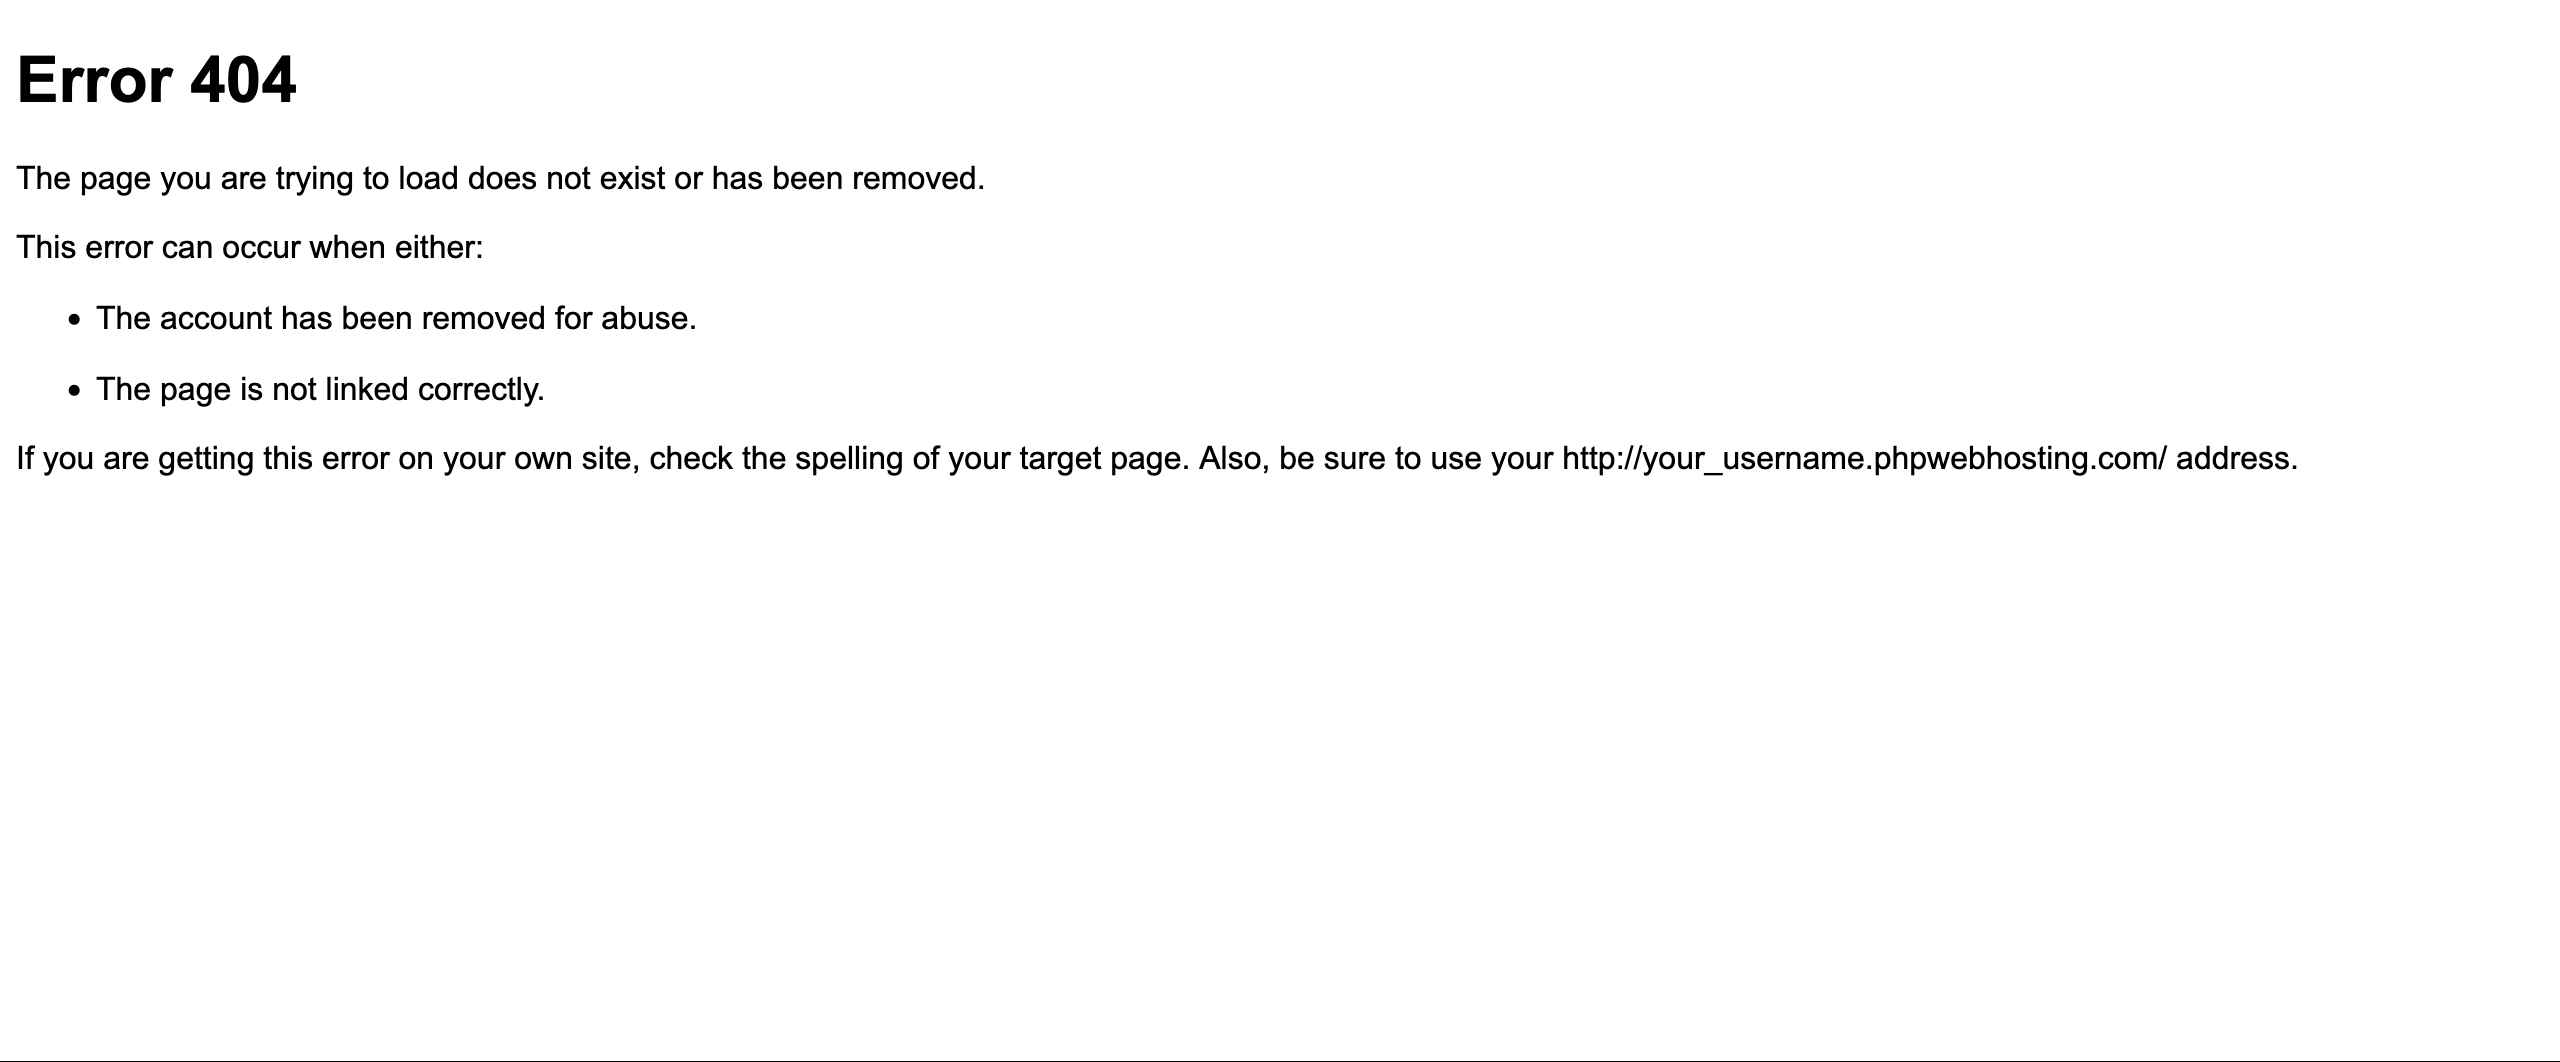 Error 404
The page you are trying to load does not exist or has been removed.
This error can occur when either:
The account has been removed for abuse.
The page is not linked correctly.
If you are getting this error on your own site, check the spelling of your target page. Also, be sure to use your http://your_username.phpwebhosting.com/ address.